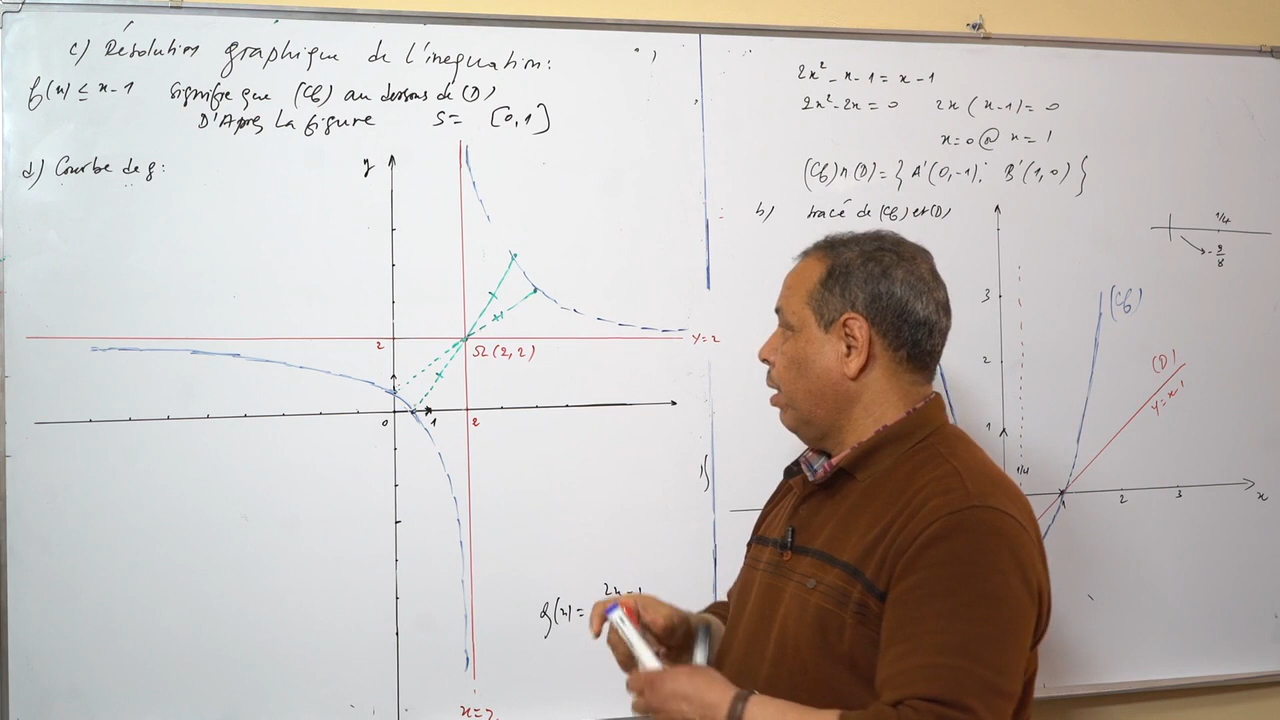 c) Résolution graphique de l'inequation:
f(x) ≤ x-1 signifie que (Cf) au dessous de (D)
D'Après La figure S = [0,1]
d) Courbe de g:
y
2
Ω(2,2)
y=2
0 1 2
x=2
g(x) = 2x-1
2x² - x - 1 = x - 1
2x² - 2x = 0 2x(x-1) = 0
x=0 ou x=1
(Cf)∩(D) = { A'(0,-1); B'(1,0) }
b) tracé de (Cf) et (D)
1/4
-9/8
3
(Cf)
2
(D)
y=x-1
1
1/4
1 2 3 x